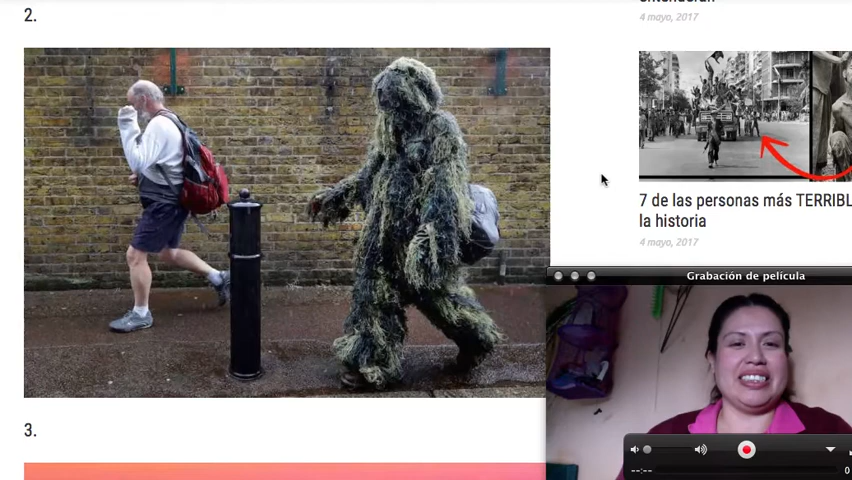 2.
4 mayo, 2017
7 de las personas más TERRIBL
la historia
4 mayo, 2017
Grabación de película
--:--
0
3.